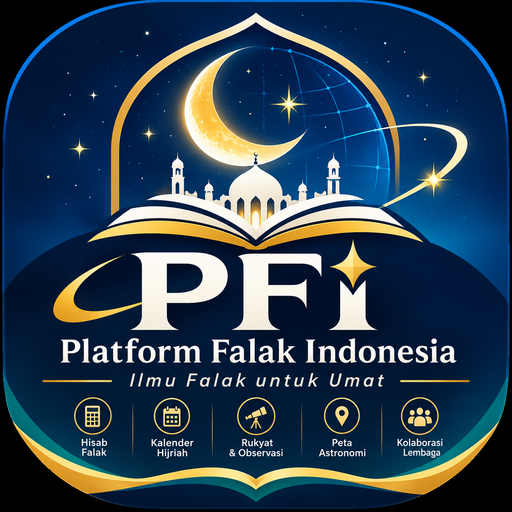 PFi
Platform Falak Indonesia
Ilmu Falak untuk Umat
Hisab
Falak
Kalender
Hijriah
Rukyat
& Observasi
Peta
Astronomi
Kolaborasi
Lembaga